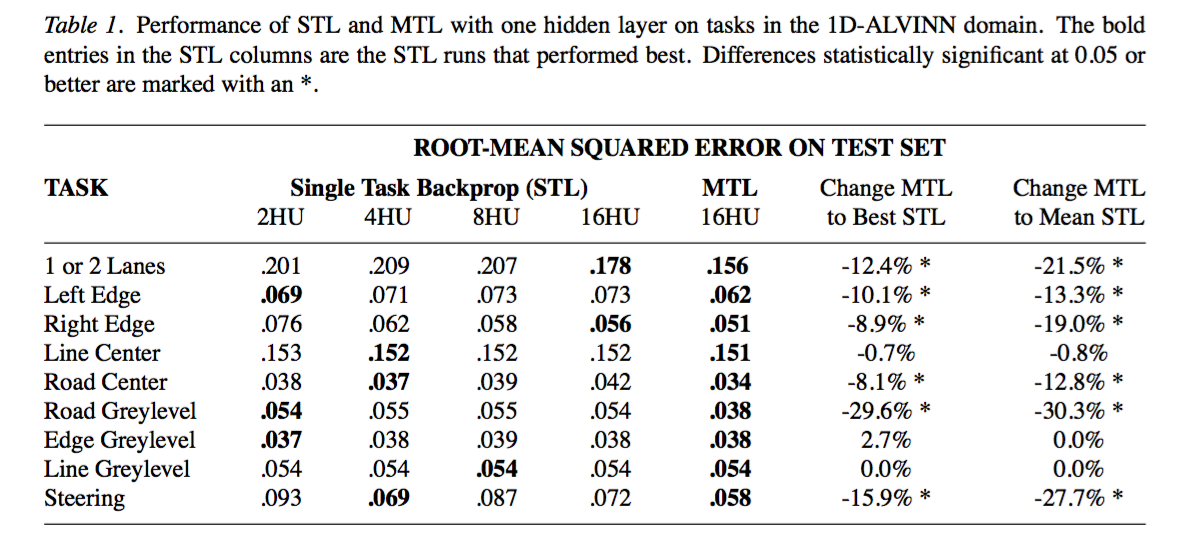 Table 1. Performance of STL and MTL with one hidden layer on tasks in the 1D-ALVINN domain. The bold
entries in the STL columns are the STL runs that performed best. Differences statistically significant at 0.05 or
better are marked with an *.
ROOT-MEAN SQUARED ERROR ON TEST SET
TASK Single Task Backprop (STL) MTL Change MTL Change MTL
2HU 4HU 8HU 16HU 16HU to Best STL to Mean STL
1 or 2 Lanes .201 .209 .207 .178 .156 -12.4% * -21.5% *
Left Edge .069 .071 .073 .073 .062 -10.1% * -13.3% *
Right Edge .076 .062 .058 .056 .051 -8.9% * -19.0% *
Line Center .153 .152 .152 .152 .151 -0.7% -0.8%
Road Center .038 .037 .039 .042 .034 -8.1% * -12.8% *
Road Greylevel .054 .055 .055 .054 .038 -29.6% * -30.3% *
Edge Greylevel .037 .038 .039 .038 .038 2.7% 0.0%
Line Greylevel .054 .054 .054 .054 .054 0.0% 0.0%
Steering .093 .069 .087 .072 .058 -15.9% * -27.7% *